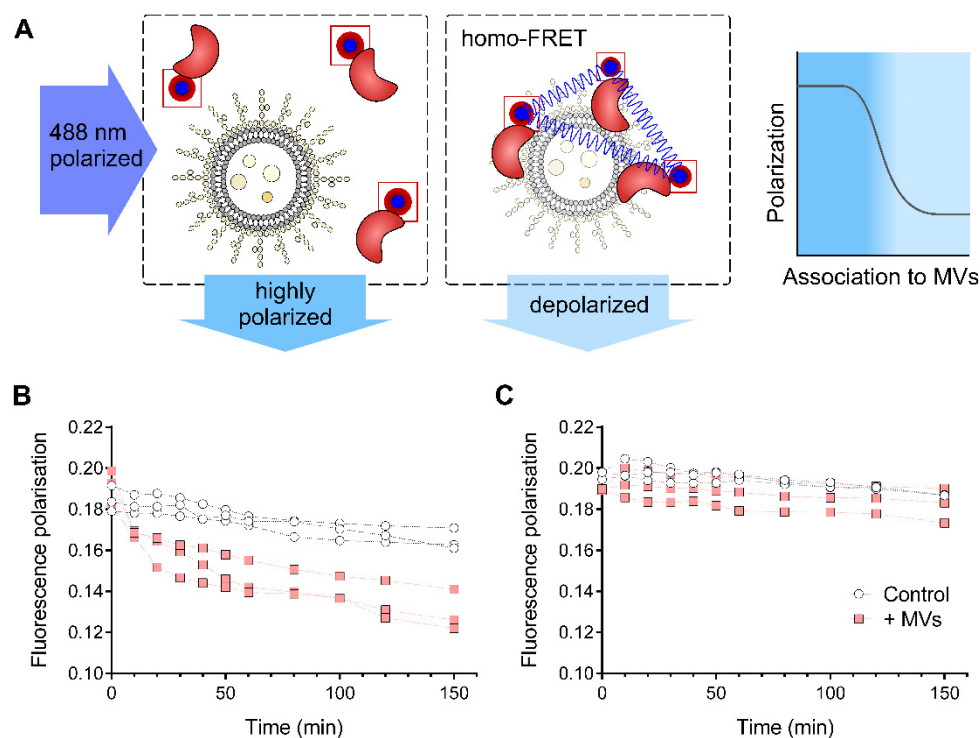 A
488 nm
polarized
homo-FRET
highly
polarized
depolarized
Polarization
Association to MVs
B
Fluorescence polarisation
0.22
0.20
0.18
0.16
0.14
0.12
0.10
0
50
100
150
Time (min)
C
Fluorescence polarisation
0.22
0.20
0.18
0.16
0.14
0.12
0.10
0
50
100
150
Time (min)
Control
+ MVs